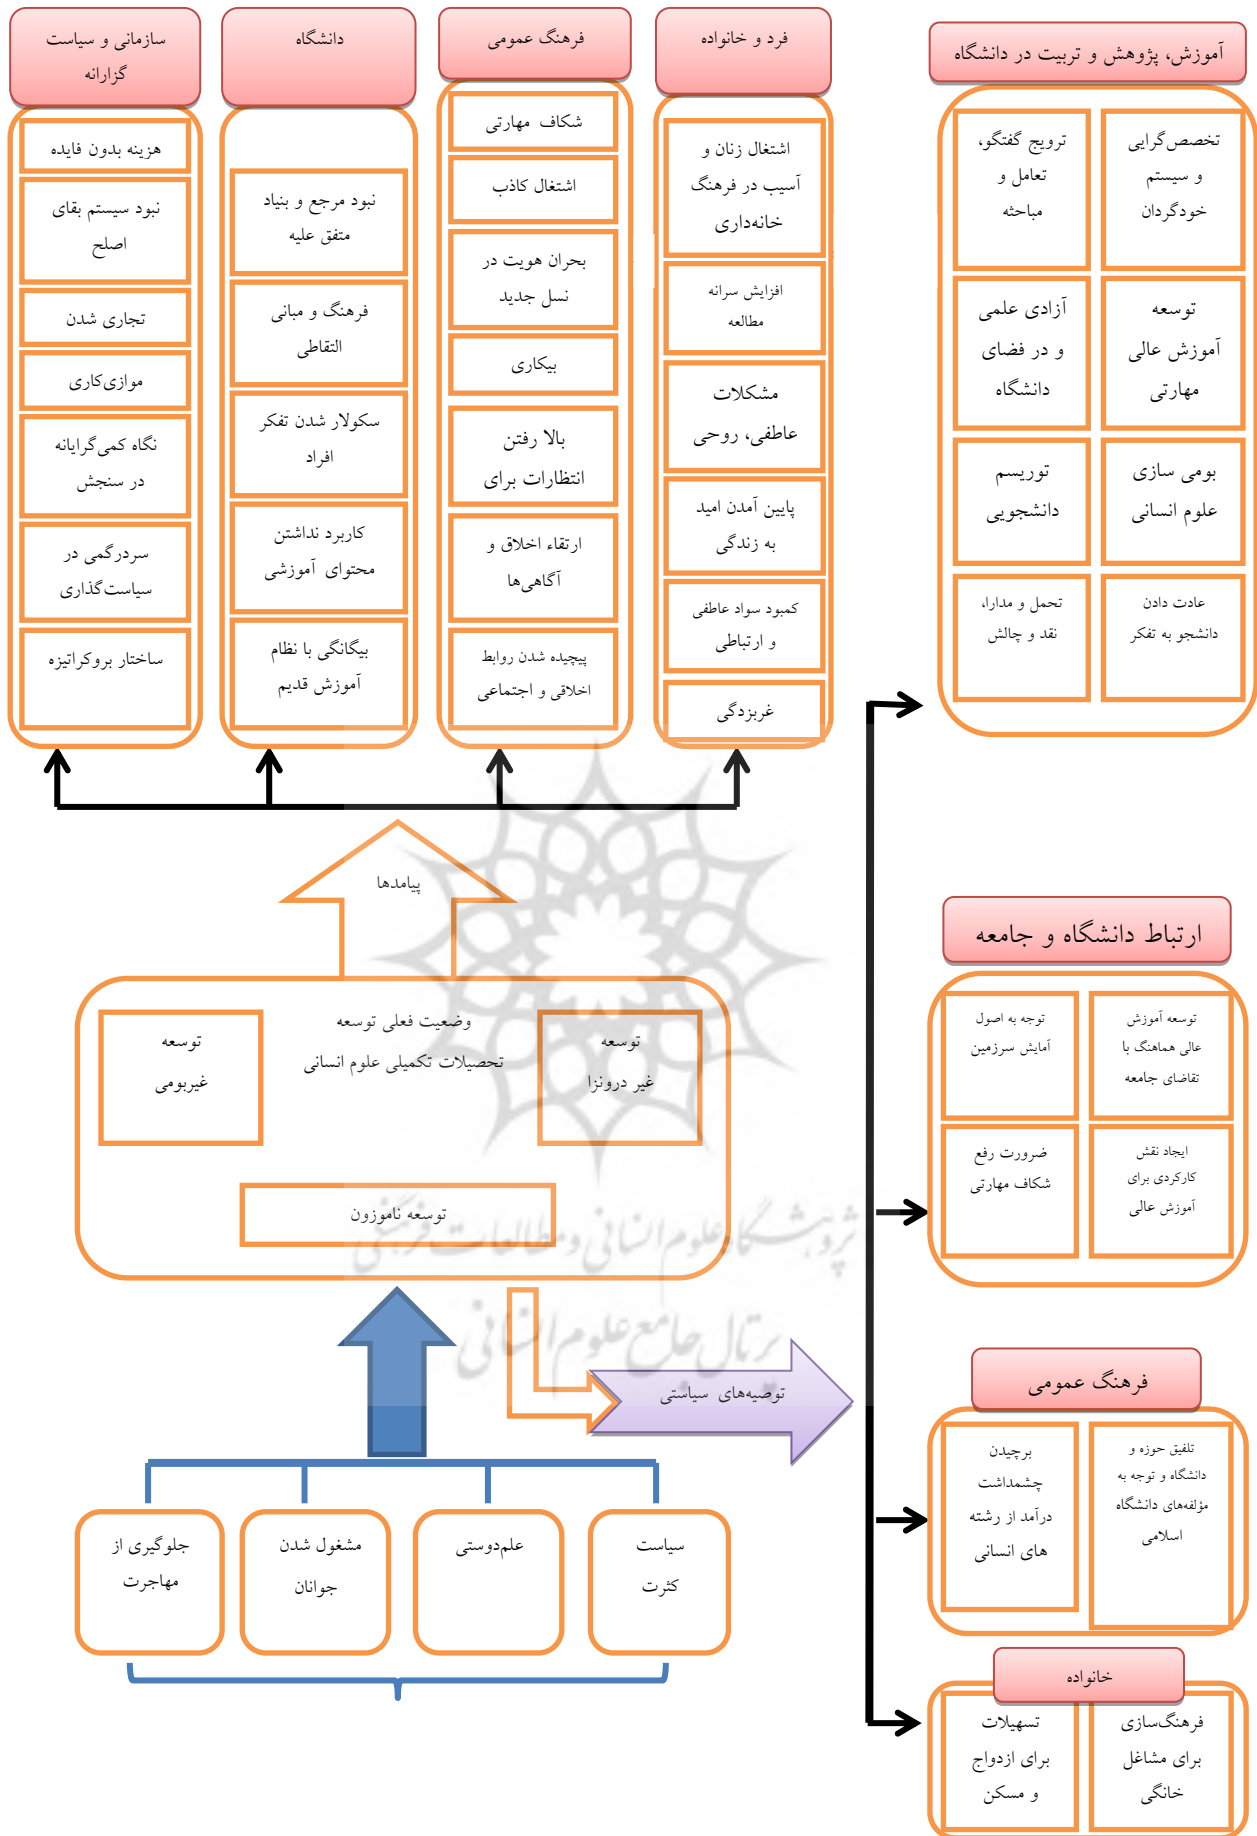 آموزش، پژوهش و تربیت در دانشگاه
تخصص‌گرایی
و سیستم
خودگردان
ترویج گفتگو،
تعامل و
مباحثه
توسعه
آموزش عالی
مهارتی
آزادی علمی
و در فضای
دانشگاه
بومی سازی
علوم انسانی
توریسم
دانشجویی
عادت دادن
دانشجو به تفکر
تحمل و مدارا،
نقد و چالش
فرد و خانواده
اشتغال زنان و
آسیب در فرهنگ
خانه‌داری
افزایش سرانه
مطالعه
مشکلات
عاطفی، روحی
پایین آمدن امید
به زندگی
کمبود سواد عاطفی
و ارتباطی
غربزدگی
فرهنگ عمومی
شکاف مهارتی
اشتغال کاذب
بحران هویت در
نسل جدید
بیکاری
بالا رفتن
انتظارات برای
ارتقاء اخلاق و
آگاهی‌ها
پیچیده شدن روابط
اخلاقی و اجتماعی
دانشگاه
نبود مرجع و بنیاد
متفق علیه
فرهنگ و مبانی
التقاطی
سکولار شدن تفکر
افراد
کاربرد نداشتن
محتوای آموزشی
بیگانگی با نظام
آموزش قدیم
سازمانی و سیاست
گزارانه
هزینه بدون فایده
نبود سیستم بقای
اصلح
تجاری شدن
موازی‌کاری
نگاه کمی‌گرایانه
در سنجش
سردرگمی در
سیاست‌گذاری
ساختار بروکراتیزه
پیامدها
وضعیت فعلی توسعه
تحصیلات تکمیلی علوم انسانی
توسعه
غیر درونزا
توسعه
غیربومی
توسعه ناموزون
پژوهشگاه علوم انسانی و مطالعات فرهنگی
پرتال جامع علوم انسانی
توصیه‌های سیاستی
سیاست
کثرت
علم‌دوستی
مشغول شدن
جوانان
جلوگیری از
مهاجرت
ارتباط دانشگاه و جامعه
توسعه آموزش
عالی هماهنگ با
تقاضای جامعه
توجه به اصول
آمایش سرزمین
ایجاد نقش
کارکردی برای
آموزش عالی
ضرورت رفع
شکاف مهارتی
فرهنگ عمومی
تلفیق حوزه و
دانشگاه و توجه به
مؤلفه‌های دانشگاه
اسلامی
برچیدن
چشمداشت
درآمد از رشته
های انسانی
خانواده
فرهنگ‌سازی
برای مشاغل
خانگی
تسهیلات
برای ازدواج
و مسکن